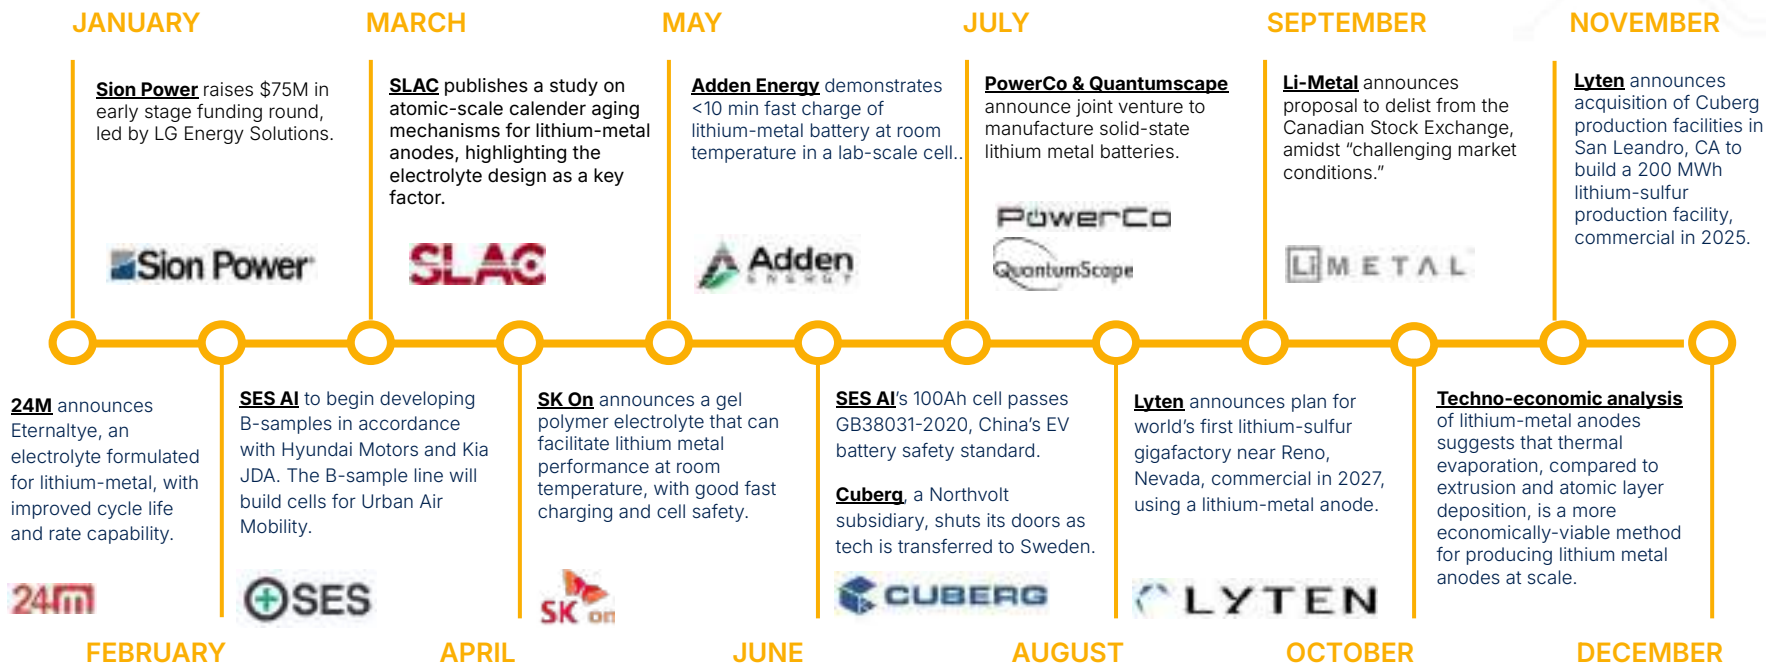 JANUARY
MARCH
MAY
JULY
SEPTEMBER
NOVEMBER
Sion Power raises $75M in
early stage funding round,
led by LG Energy Solutions.
Sion Power
SLAC publishes a study on
atomic-scale calender aging
mechanisms for lithium-metal
anodes, highlighting the
electrolyte design as a key
factor.
SLAC
Adden Energy demonstrates
<10 min fast charge of
lithium-metal battery at room
temperature in a lab-scale cell..
Adden
ENERGY
PowerCo & Quantumscape
announce joint venture to
manufacture solid-state
lithium metal batteries.
PowerCo
QuantumScape
Li-Metal announces
proposal to delist from the
Canadian Stock Exchange,
amidst “challenging market
conditions.”
Li METAL
Lyten announces
acquisition of Cuberg
production facilities in
San Leandro, CA to
build a 200 MWh
lithium-sulfur
production facility,
commercial in 2025.
24M announces
Eternaltye, an
electrolyte formulated
for lithium-metal, with
improved cycle life
and rate capability.
24m
SES AI to begin developing
B-samples in accordance
with Hyundai Motors and Kia
JDA. The B-sample line will
build cells for Urban Air
Mobility.
SES
SK On announces a gel
polymer electrolyte that can
facilitate lithium metal
performance at room
temperature, with good fast
charging and cell safety.
SK on
SES AI’s 100Ah cell passes
GB38031-2020, China’s EV
battery safety standard.
Cuberg, a Northvolt
subsidiary, shuts its doors as
tech is transferred to Sweden.
CUBERG
Lyten announces plan for
world’s first lithium-sulfur
gigafactory near Reno,
Nevada, commercial in 2027,
using a lithium-metal anode.
LYTEN
Techno-economic analysis
of lithium-metal anodes
suggests that thermal
evaporation, compared to
extrusion and atomic layer
deposition, is a more
economically-viable method
for producing lithium metal
anodes at scale.
FEBRUARY
APRIL
JUNE
AUGUST
OCTOBER
DECEMBER